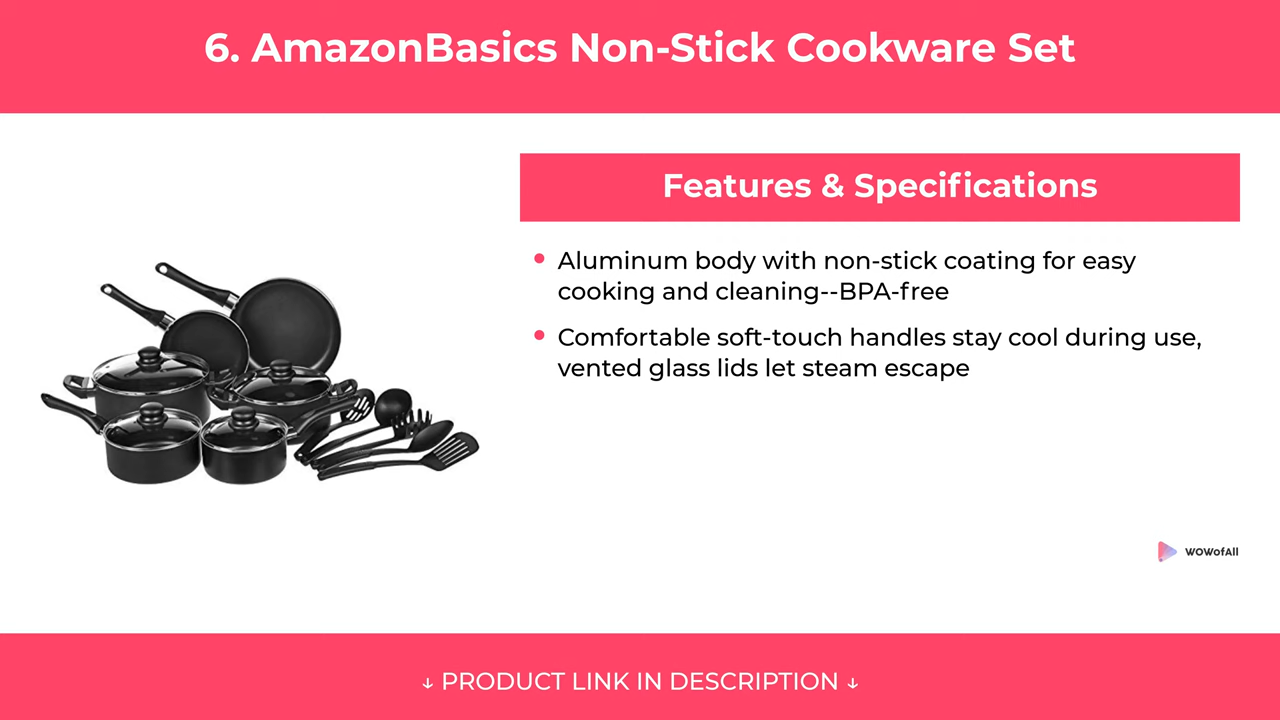 6. AmazonBasics Non-Stick Cookware Set
Features & Specifications
• Aluminum body with non-stick coating for easy
cooking and cleaning--BPA-free
• Comfortable soft-touch handles stay cool during use,
vented glass lids let steam escape
WOWofAll
↓ PRODUCT LINK IN DESCRIPTION ↓